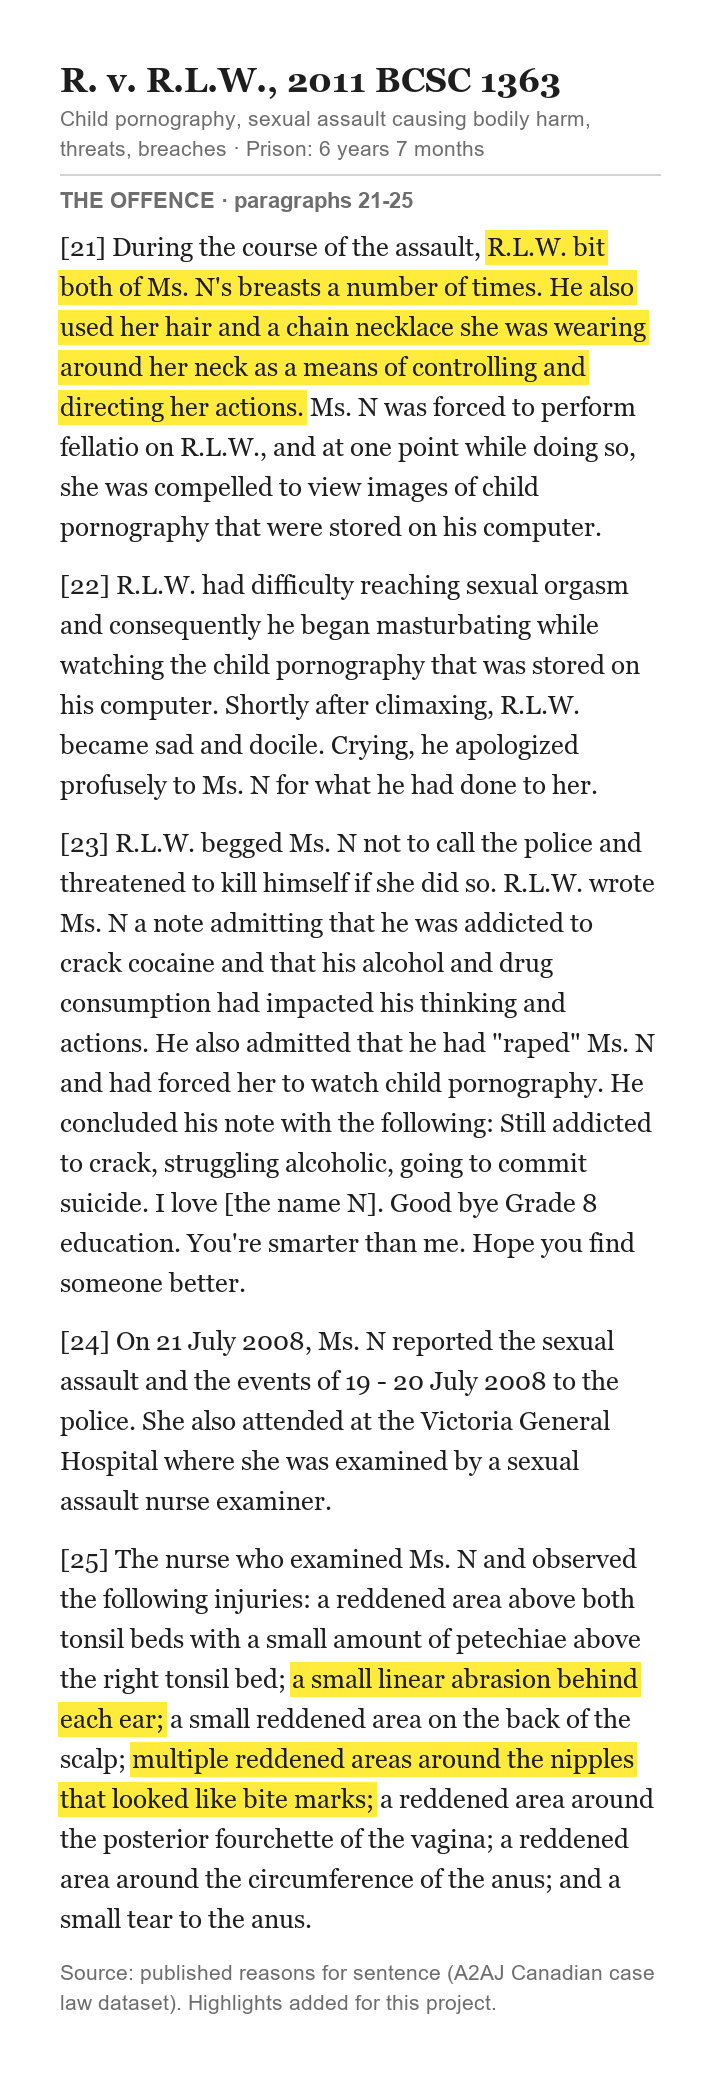 R. v. R.L.W., 2011 BCSC 1363
Child pornography, sexual assault causing bodily harm,
threats, breaches · Prison: 6 years 7 months
THE OFFENCE · paragraphs 21-25
[21] During the course of the assault, R.L.W. bit
both of Ms. N's breasts a number of times. He also
used her hair and a chain necklace she was wearing
around her neck as a means of controlling and
directing her actions. Ms. N was forced to perform
fellatio on R.L.W., and at one point while doing so,
she was compelled to view images of child
pornography that were stored on his computer.
[22] R.L.W. had difficulty reaching sexual orgasm
and consequently he began masturbating while
watching the child pornography that was stored on
his computer. Shortly after climaxing, R.L.W.
became sad and docile. Crying, he apologized
profusely to Ms. N for what he had done to her.
[23] R.L.W. begged Ms. N not to call the police and
threatened to kill himself if she did so. R.L.W. wrote
Ms. N a note admitting that he was addicted to
crack cocaine and that his alcohol and drug
consumption had impacted his thinking and
actions. He also admitted that he had "raped" Ms. N
and had forced her to watch child pornography. He
concluded his note with the following: Still addicted
to crack, struggling alcoholic, going to commit
suicide. I love [the name N]. Good bye Grade 8
education. You're smarter than me. Hope you find
someone better.
[24] On 21 July 2008, Ms. N reported the sexual
assault and the events of 19 - 20 July 2008 to the
police. She also attended at the Victoria General
Hospital where she was examined by a sexual
assault nurse examiner.
[25] The nurse who examined Ms. N and observed
the following injuries: a reddened area above both
tonsil beds with a small amount of petechiae above
the right tonsil bed; a small linear abrasion behind
each ear; a small reddened area on the back of the
scalp; multiple reddened areas around the nipples
that looked like bite marks; a reddened area around
the posterior fourchette of the vagina; a reddened
area around the circumference of the anus; and a
small tear to the anus.
Source: published reasons for sentence (A2AJ Canadian case
law dataset). Highlights added for this project.